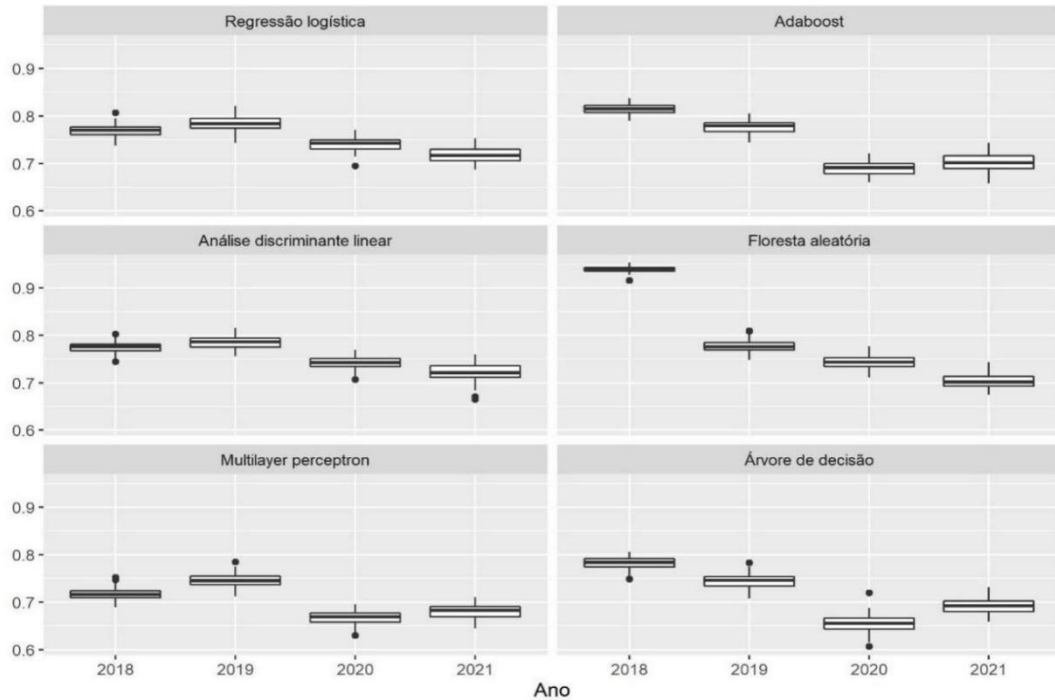 Regressão logística
Adaboost
0.9
0.8
0.7
0.6
Análise discriminante linear
Floresta aleatória
0.9
0.8
0.7
0.6
Multilayer perceptron
Árvore de decisão
0.9
0.8
0.7
0.6
2018 2019 2020 2021 2018 2019 2020 2021
Ano